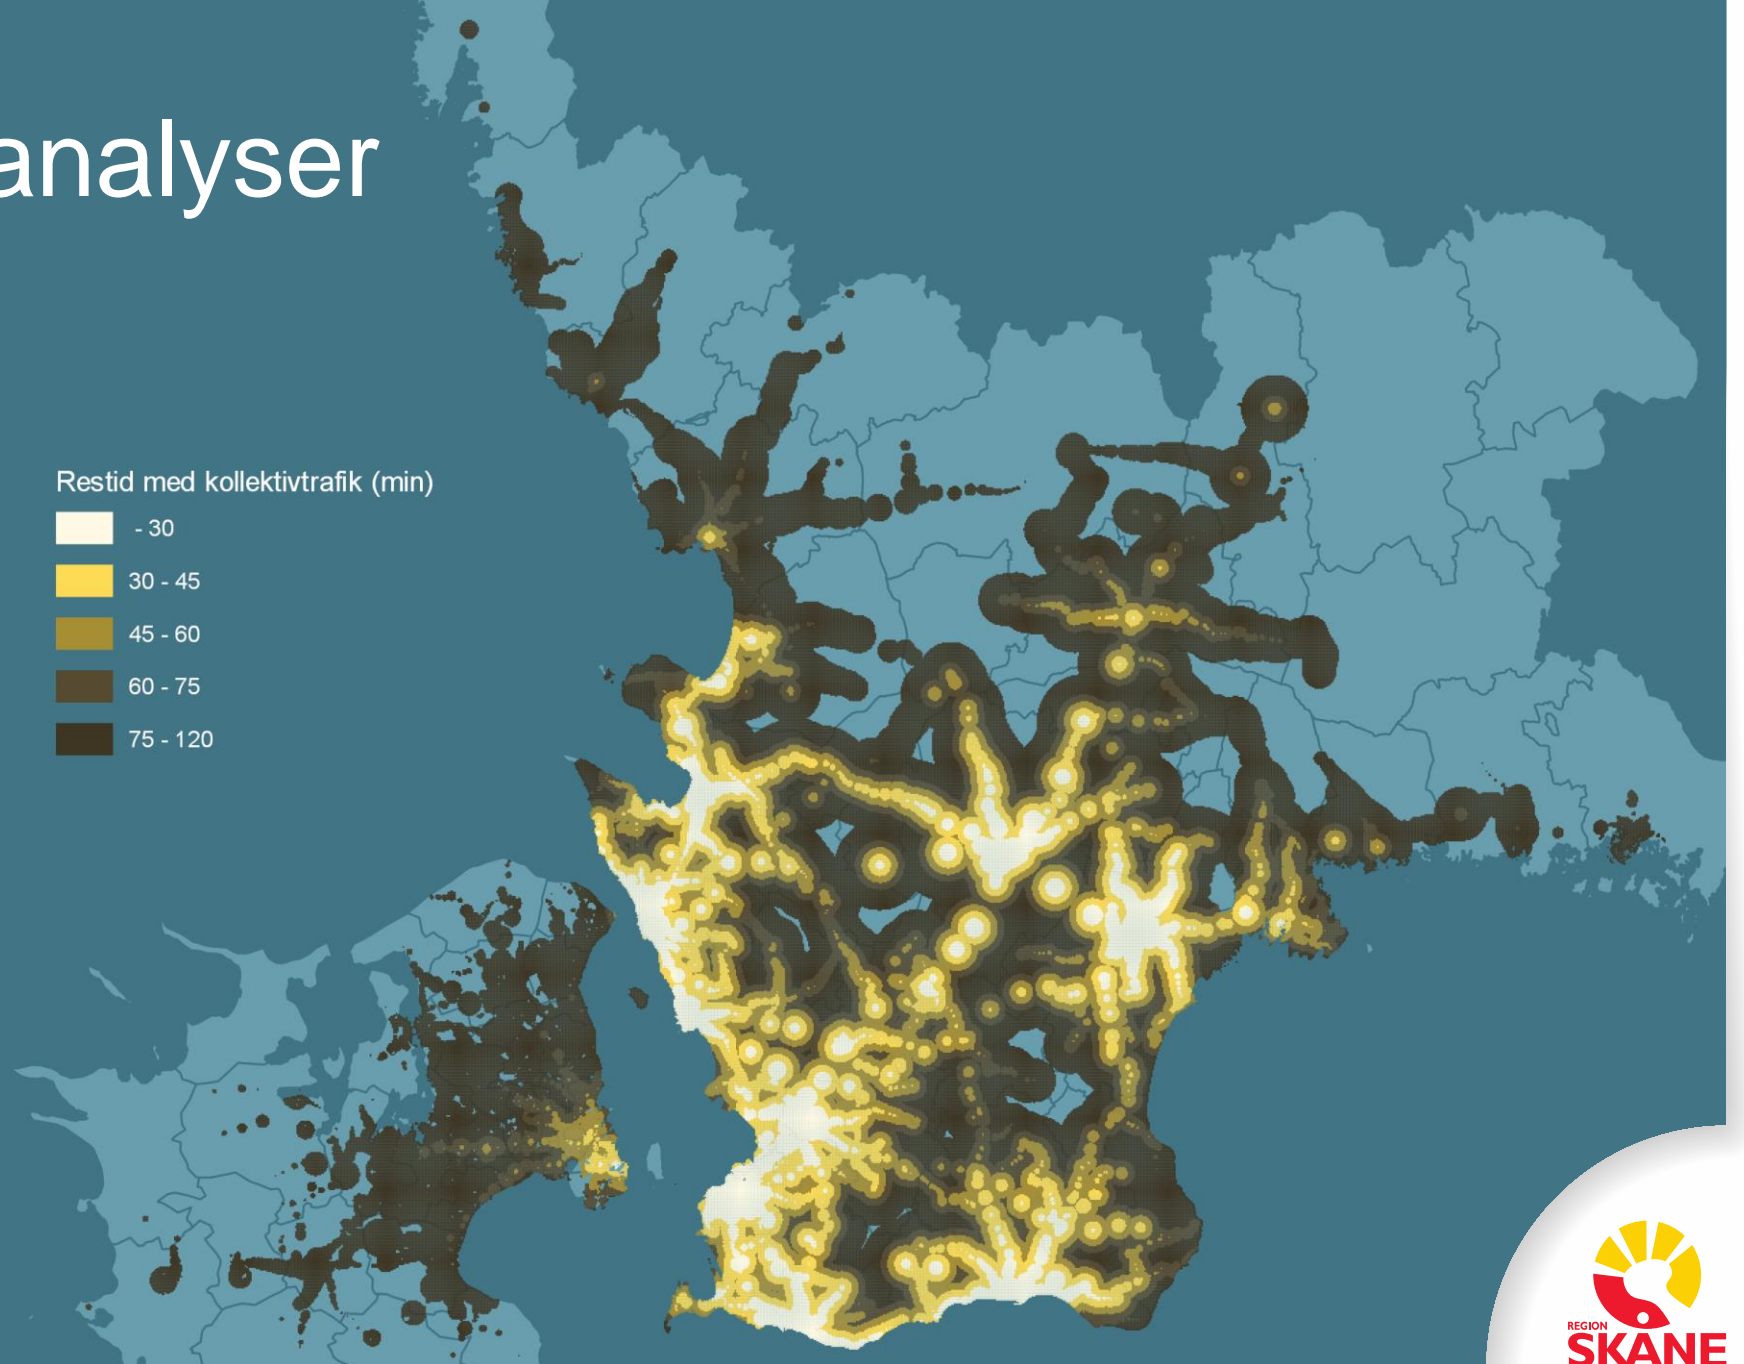 analyser
Restid med kollektivtrafik (min)
- 30
30 - 45
45 - 60
60 - 75
75 - 120
REGION
SKÅNE